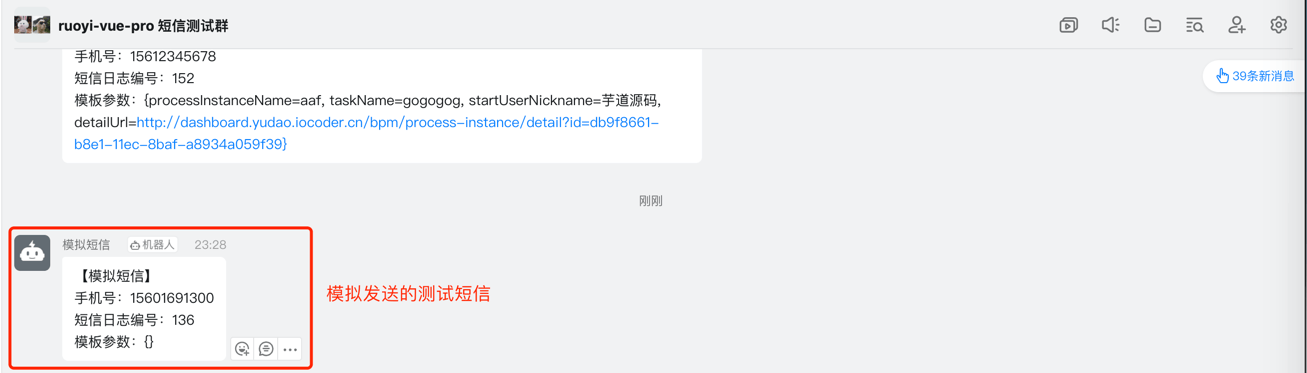 ruoyi-vue-pro 短信测试群
手机号：15612345678
短信日志编号：152
模板参数：{processInstanceName=aaf, taskName=gogogog, startUserNickname=芋道源码,
detailUrl=http://dashboard.yudao.iocoder.cn/bpm/process-instance/detail?id=db9f8661-
b8e1-11ec-8baf-a8934a059f39}
39条新消息
刚刚
模拟短信 机器人 23:28
【模拟短信】
手机号：15601691300
短信日志编号：136
模板参数：{}
模拟发送的测试短信